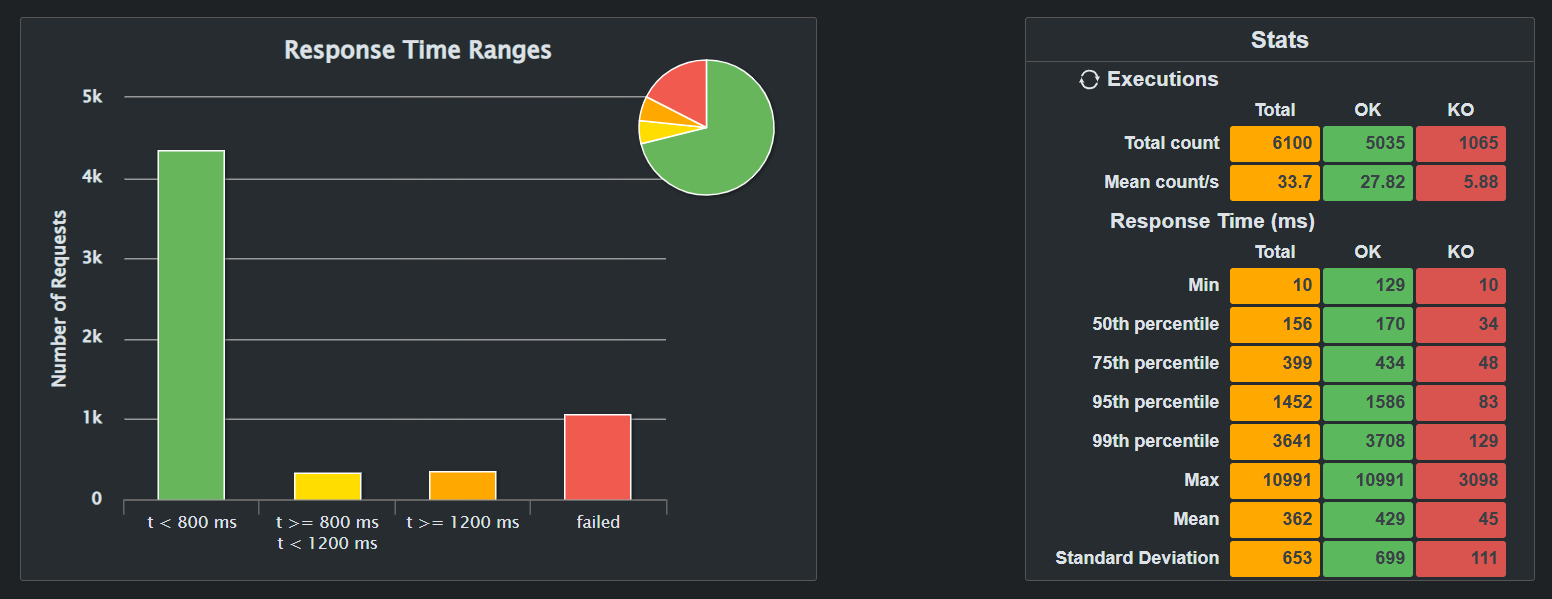 Response Time Ranges
5k
4k
3k
2k
1k
0
Number of Requests
t < 800 ms
t >= 800 ms
t < 1200 ms
t >= 1200 ms
failed
Stats
Executions
Total OK KO
Total count 6100 5035 1065
Mean count/s 33.7 27.82 5.88
Response Time (ms)
Total OK KO
Min 10 129 10
50th percentile 156 170 34
75th percentile 399 434 48
95th percentile 1452 1586 83
99th percentile 3641 3708 129
Max 10991 10991 3098
Mean 362 429 45
Standard Deviation 653 699 111